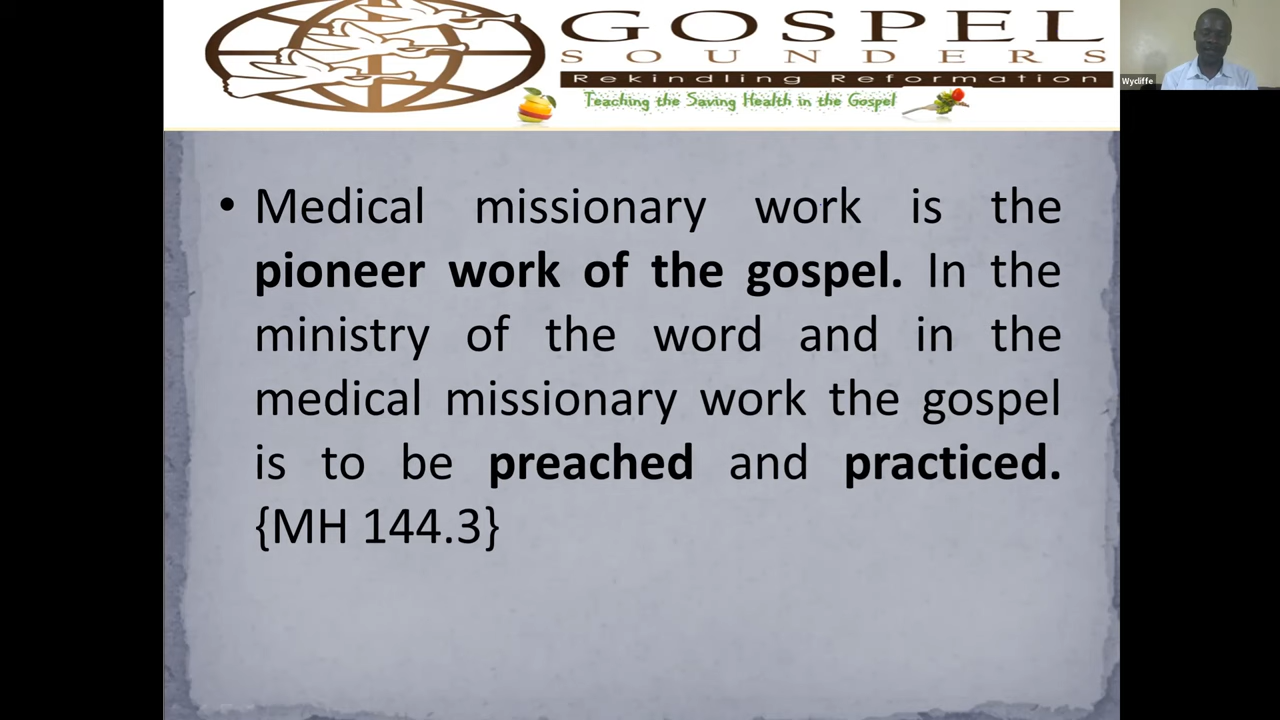 GOSPEL
SOUNDERS
Rekindling Reformation
Teaching the Saving Health in the Gospel
Wycliffe
• Medical missionary work is the
pioneer work of the gospel. In the
ministry of the word and in the
medical missionary work the gospel
is to be preached and practiced.
{MH 144.3}